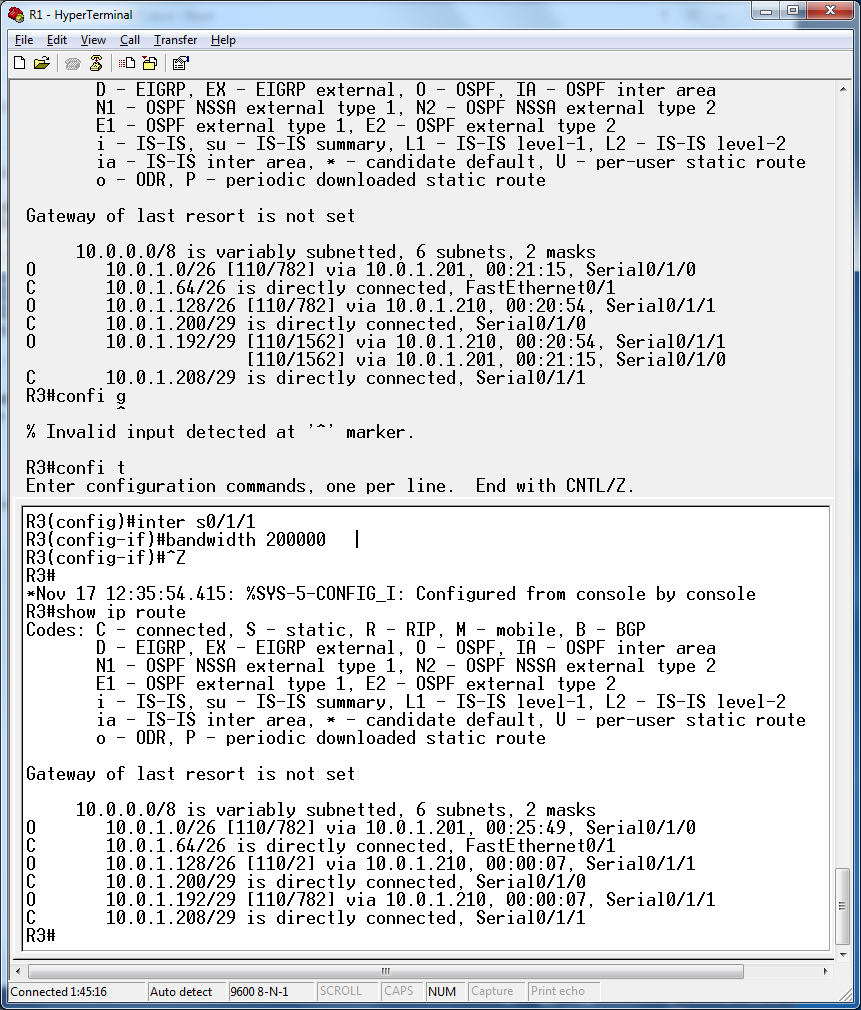 R1 - HyperTerminal
File Edit View Call Transfer Help
D - EIGRP, EX - EIGRP external, O - OSPF, IA - OSPF inter area
N1 - OSPF NSSA external type 1, N2 - OSPF NSSA external type 2
E1 - OSPF external type 1, E2 - OSPF external type 2
i - IS-IS, su - IS-IS summary, L1 - IS-IS level-1, L2 - IS-IS level-2
ia - IS-IS inter area, * - candidate default, U - per-user static route
o - ODR, P - periodic downloaded static route
Gateway of last resort is not set
10.0.0.0/8 is variably subnetted, 6 subnets, 2 masks
O 10.0.1.0/26 [110/782] via 10.0.1.201, 00:21:15, Serial0/1/0
C 10.0.1.64/26 is directly connected, FastEthernet0/1
O 10.0.1.128/26 [110/782] via 10.0.1.210, 00:20:54, Serial0/1/1
C 10.0.1.200/29 is directly connected, Serial0/1/0
O 10.0.1.192/29 [110/1562] via 10.0.1.210, 00:20:54, Serial0/1/1
[110/1562] via 10.0.1.201, 00:21:15, Serial0/1/0
C 10.0.1.208/29 is directly connected, Serial0/1/1
R3#confi g
^
% Invalid input detected at '^' marker.
R3#confi t
Enter configuration commands, one per line. End with CNTL/Z.
R3(config)#inter s0/1/1
R3(config-if)#bandwidth 200000
R3(config-if)#^Z
R3#
*Nov 17 12:35:54.415: %SYS-5-CONFIG_I: Configured from console by console
R3#show ip route
Codes: C - connected, S - static, R - RIP, M - mobile, B - BGP
D - EIGRP, EX - EIGRP external, O - OSPF, IA - OSPF inter area
N1 - OSPF NSSA external type 1, N2 - OSPF NSSA external type 2
E1 - OSPF external type 1, E2 - OSPF external type 2
i - IS-IS, su - IS-IS summary, L1 - IS-IS level-1, L2 - IS-IS level-2
ia - IS-IS inter area, * - candidate default, U - per-user static route
o - ODR, P - periodic downloaded static route
Gateway of last resort is not set
10.0.0.0/8 is variably subnetted, 6 subnets, 2 masks
O 10.0.1.0/26 [110/782] via 10.0.1.201, 00:25:49, Serial0/1/0
C 10.0.1.64/26 is directly connected, FastEthernet0/1
O 10.0.1.128/26 [110/2] via 10.0.1.210, 00:00:07, Serial0/1/1
C 10.0.1.200/29 is directly connected, Serial0/1/0
O 10.0.1.192/29 [110/782] via 10.0.1.210, 00:00:07, Serial0/1/1
C 10.0.1.208/29 is directly connected, Serial0/1/1
R3#
Connected 1:45:16 Auto detect 9600 8-N-1 SCROLL CAPS NUM Capture Print echo